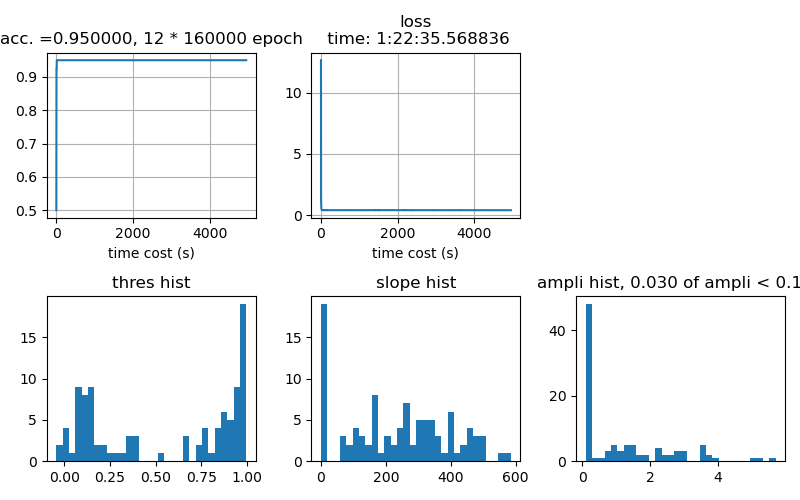 acc. =0.950000, 12 * 160000 epoch
0.9
0.8
0.7
0.6
0.5
0 2000 4000
time cost (s)
loss
time: 1:22:35.568836
10
5
0
0 2000 4000
time cost (s)
thres hist
15
10
5
0
0.00 0.25 0.50 0.75 1.00
slope hist
15
10
5
0
0 200 400 600
ampli hist, 0.030 of ampli < 0.1
40
20
0
0 2 4